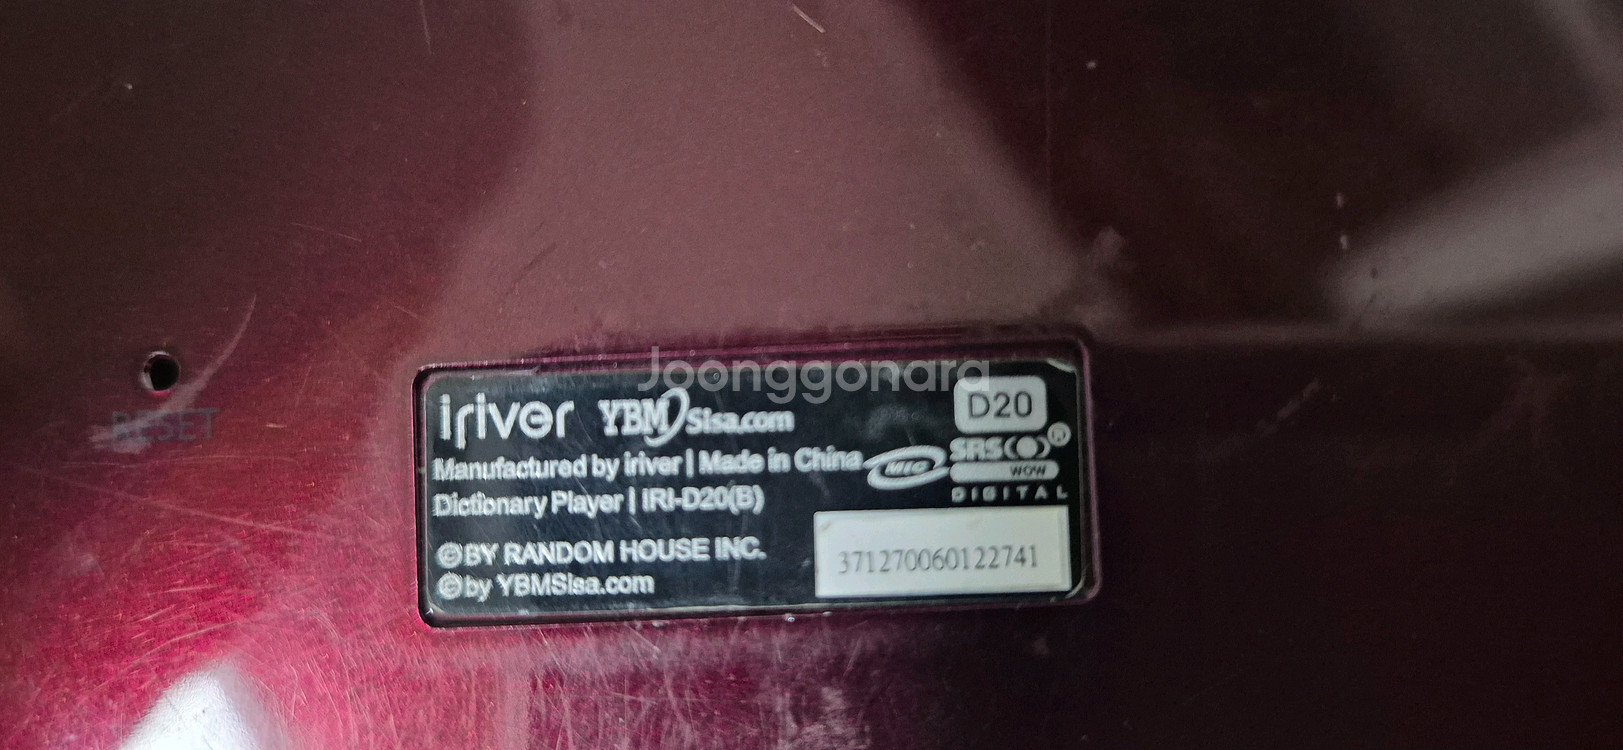 Joonggonara
RESET
iriver YBM Sisa.com
D20
Manufactured by iriver | Made in China
MIC
SRS(●)®
WOW
DIGITAL
Dictionary Player | IRI-D20(B)
©BY RANDOM HOUSE INC.
©by YBMSisa.com
371270060122741